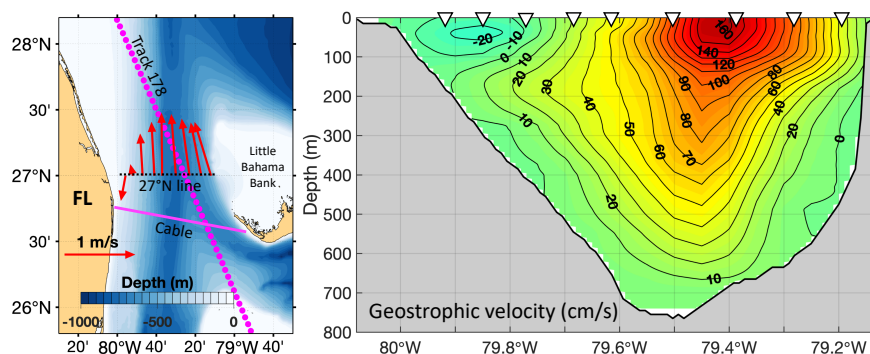 28°N
30'
27°N
30'
26°N
20'
80°W
40'
20'
79°W
40'
Track 178
Little
Bahama
Bank
27°N line
FL
Cable
1 m/s
Depth (m)
-1000
-500
0
0
100
200
300
400
500
600
700
800
Depth (m)
-20
0
-10
10
20
30
10
40
50
60
70
80
90
100
120
140
160
80
60
40
20
0
20
10
Geostrophic velocity (cm/s)
80°W
79.8°W
79.6°W
79.4°W
79.2°W